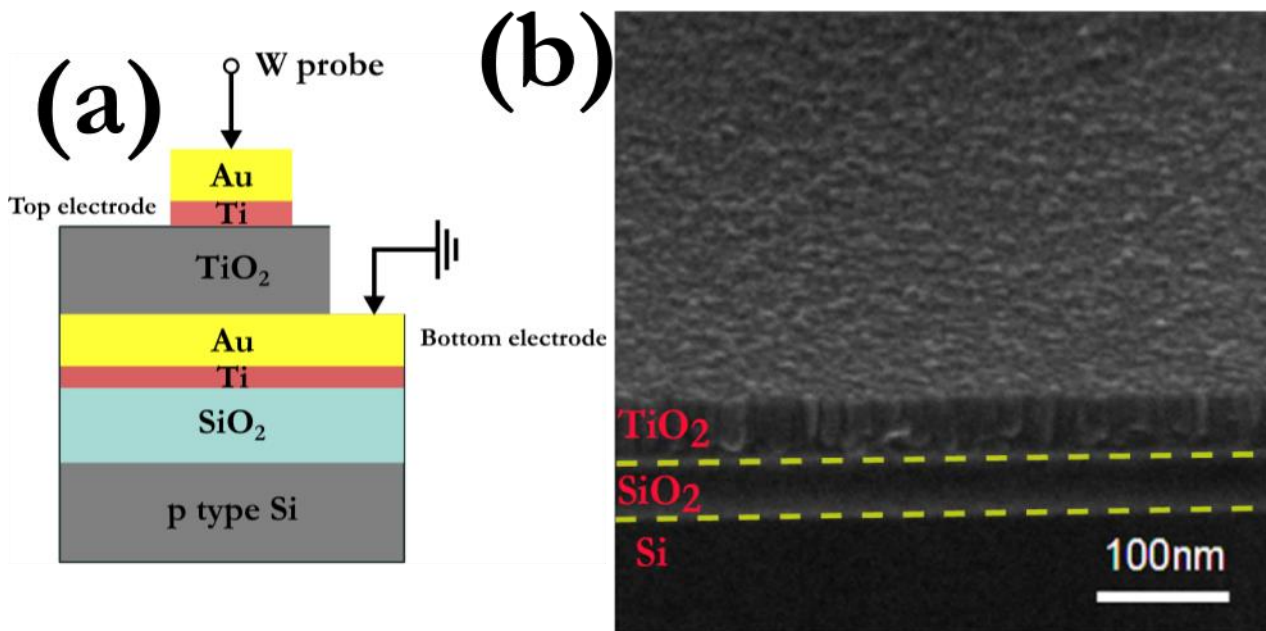 (a)
W probe
Au
Top electrode
Ti
TiO₂
Au
Bottom electrode
Ti
SiO₂
p type Si
(b)
TiO₂
SiO₂
Si
100nm